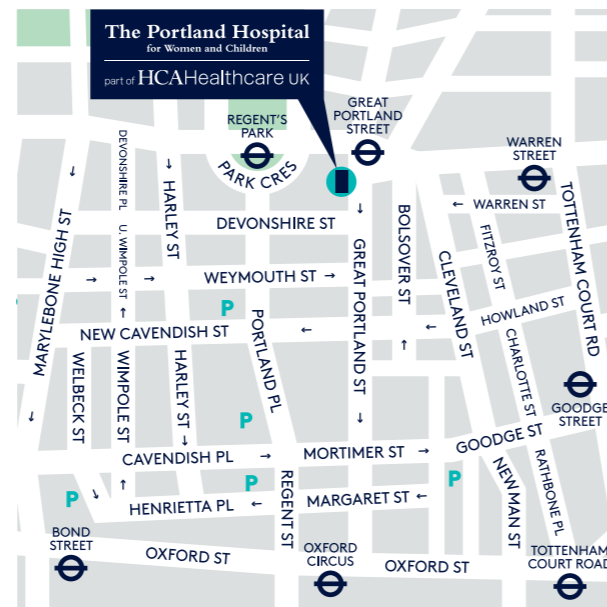 The Portland Hospital
for Women and Children
part of HCAHealthcare UK
REGENT'S
PARK
GREAT
PORTLAND
STREET
WARREN
STREET
PARK CRES
DEVONSHIRE PL
HARLEY ST
WARREN ST
TOTTENHAM COURT RD
DEVONSHIRE ST
BOLSOVER ST
FITZROY ST
MARYLEBONE HIGH ST
U. WIMPOLE ST
WEYMOUTH ST
GREAT PORTLAND ST
CLEVELAND ST
P
HOWLAND ST
NEW CAVENDISH ST
PORTLAND PL
CHARLOTTE ST
WELBECK ST
WIMPOLE ST
HARLEY ST
GOODGE
STREET
P
CAVENDISH PL
MORTIMER ST
GOODGE ST
P
P
P
HENRIETTA PL
REGENT ST
MARGARET ST
NEWMAN ST
RATHBONE PL
BOND
STREET
OXFORD ST
OXFORD
CIRCUS
OXFORD ST
TOTTENHAM
COURT ROAD